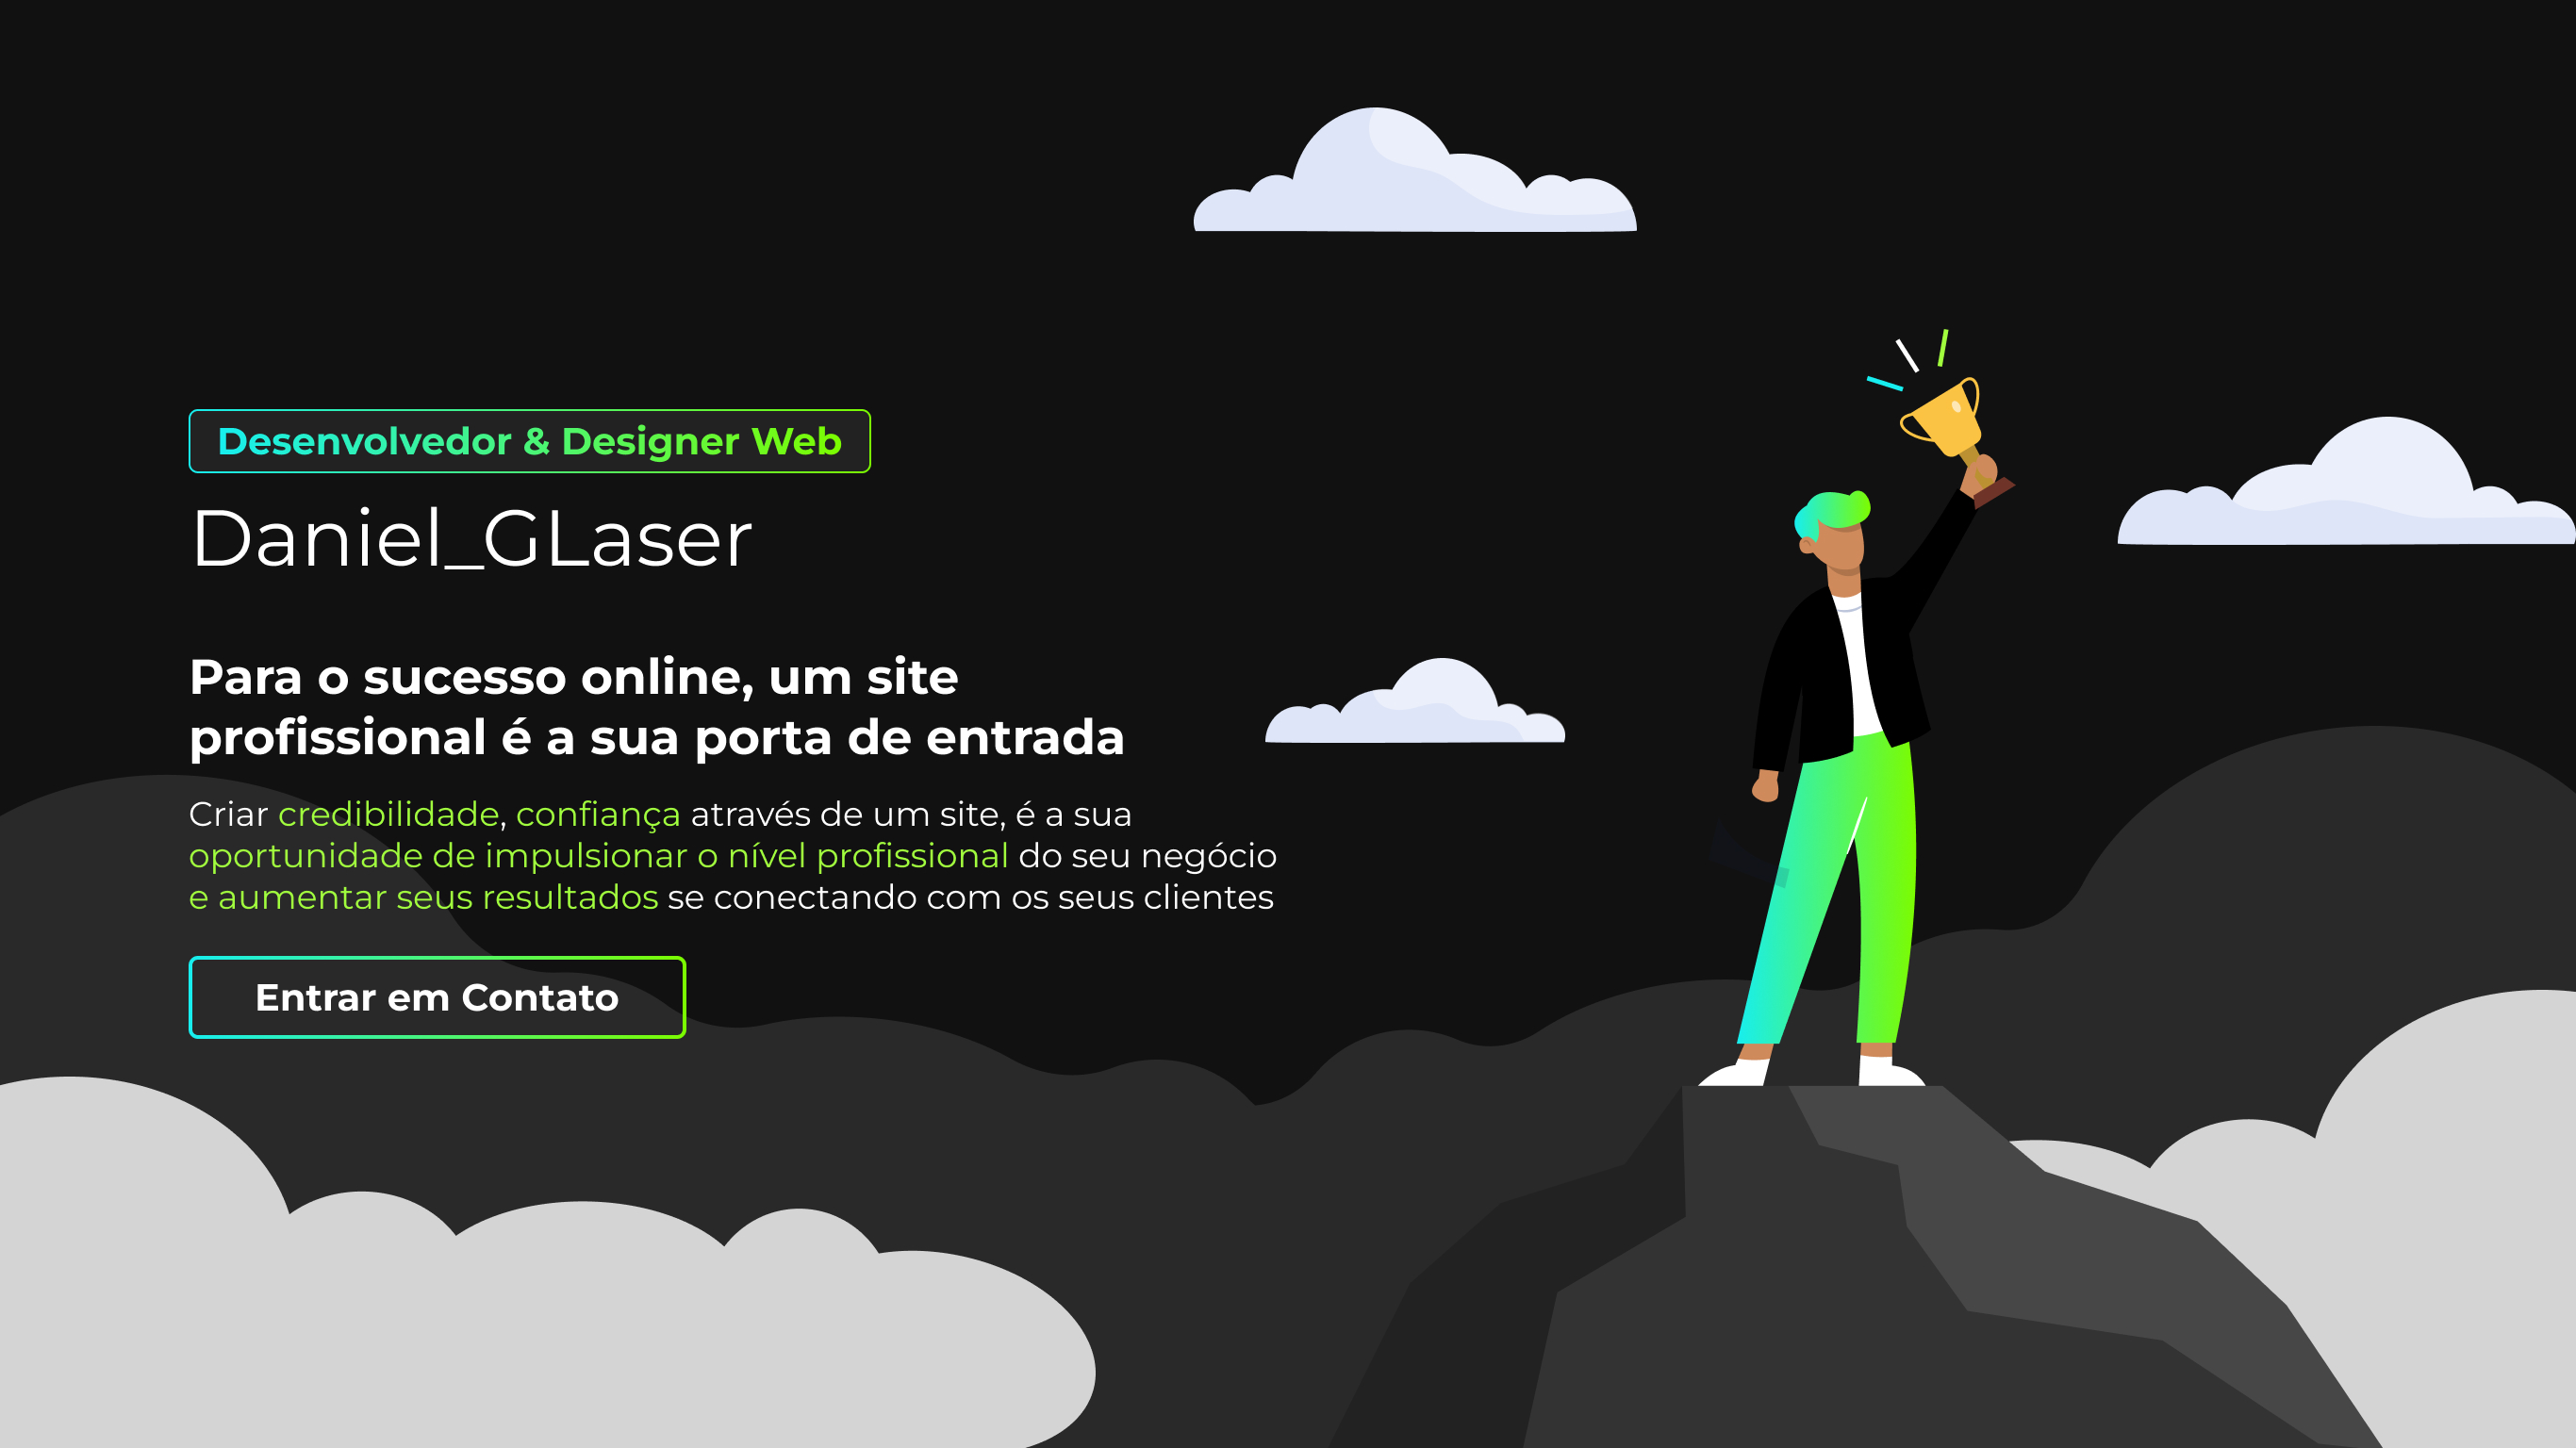 Desenvolvedor & Designer Web
Daniel_GLaser
Para o sucesso online, um site
profissional é a sua porta de entrada
Criar credibilidade, confiança através de um site, é a sua
oportunidade de impulsionar o nível profissional do seu negócio
e aumentar seus resultados se conectando com os seus clientes
Entrar em Contato